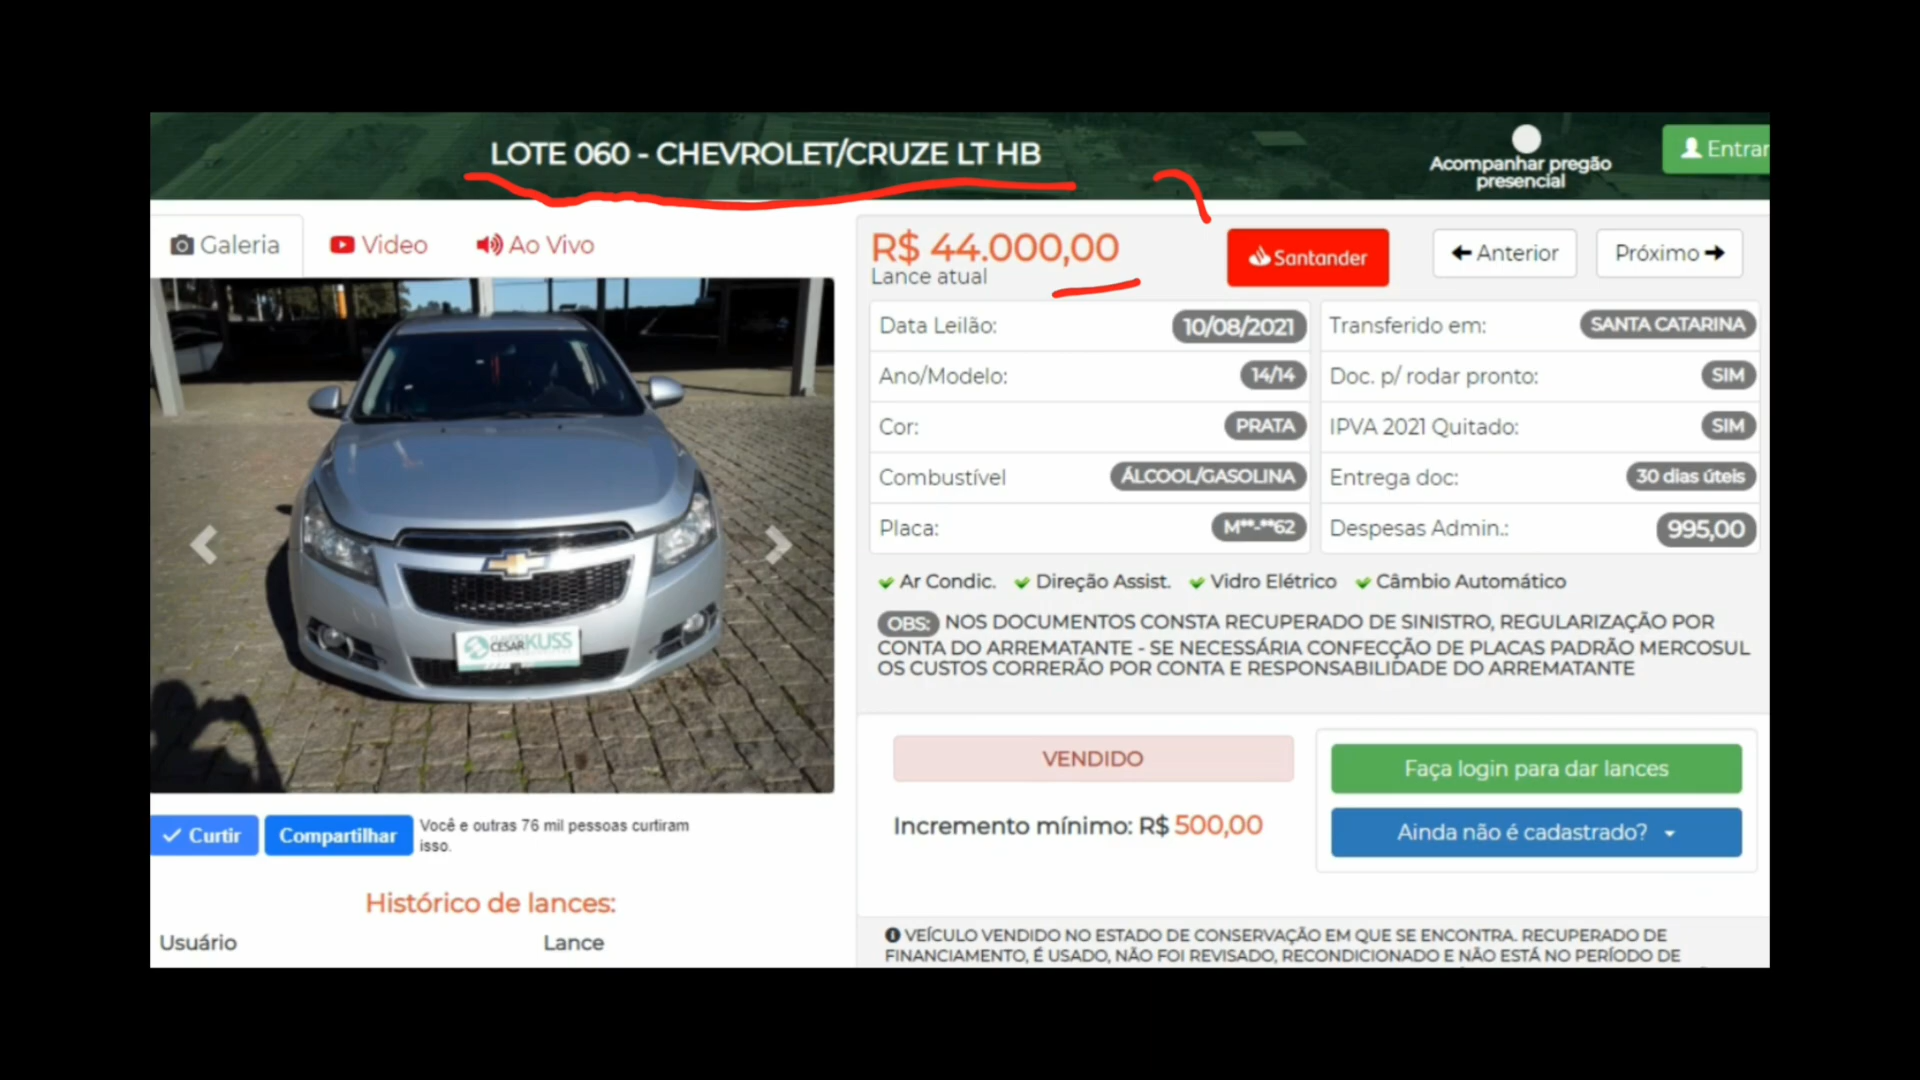 LOTE 060 - CHEVROLET/CRUZE LT HB
Acompanhar pregão
presencial
Entrar
Galeria
Video
Ao Vivo
R$ 44.000,00
Lance atual
Santander
Anterior
Próximo
Data Leilão: 10/08/2021
Transferido em: SANTA CATARINA
Ano/Modelo: 14/14
Doc. p/ rodar pronto: SIM
Cor: PRATA
IPVA 2021 Quitado: SIM
Combustível ÁLCOOL/GASOLINA
Entrega doc: 30 dias úteis
Placa: M**-**62
Despesas Admin.: 995,00
Ar Condic. Direção Assist. Vidro Elétrico Câmbio Automático
OBS: NOS DOCUMENTOS CONSTA RECUPERADO DE SINISTRO, REGULARIZAÇÃO POR
CONTA DO ARREMATANTE - SE NECESSÁRIA CONFECÇÃO DE PLACAS PADRÃO MERCOSUL
OS CUSTOS CORRERÃO POR CONTA E RESPONSABILIDADE DO ARREMATANTE
CESAR KUSS
VENDIDO
Incremento mínimo: R$ 500,00
Faça login para dar lances
Ainda não é cadastrado?
Curtir
Compartilhar
Você e outras 76 mil pessoas curtiram
isso.
Histórico de lances:
Usuário Lance
VEÍCULO VENDIDO NO ESTADO DE CONSERVAÇÃO EM QUE SE ENCONTRA. RECUPERADO DE
FINANCIAMENTO, É USADO, NÃO FOI REVISADO, RECONDICIONADO E NÃO ESTÁ NO PERÍODO DE